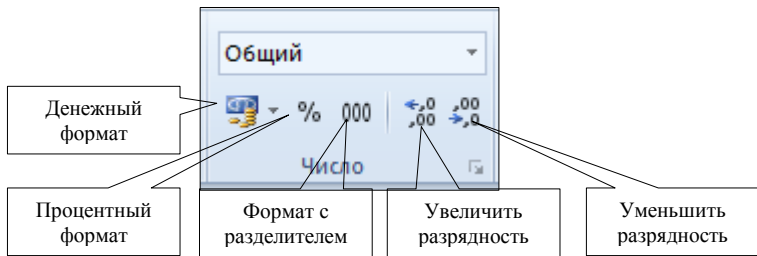 Общий
Денежный
формат
% 000 ,0 ,00 ,00 ,0
Число
Процентный
формат
Формат с
разделителем
Увеличить
разрядность
Уменьшить
разрядность